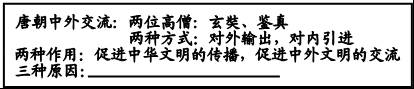 唐朝中外交流：两位高僧：玄奘、鉴真
两种方式：对外输出，对内引进
两种作用：促进中华文明的传播，促进中外文明的交流
三种原因：